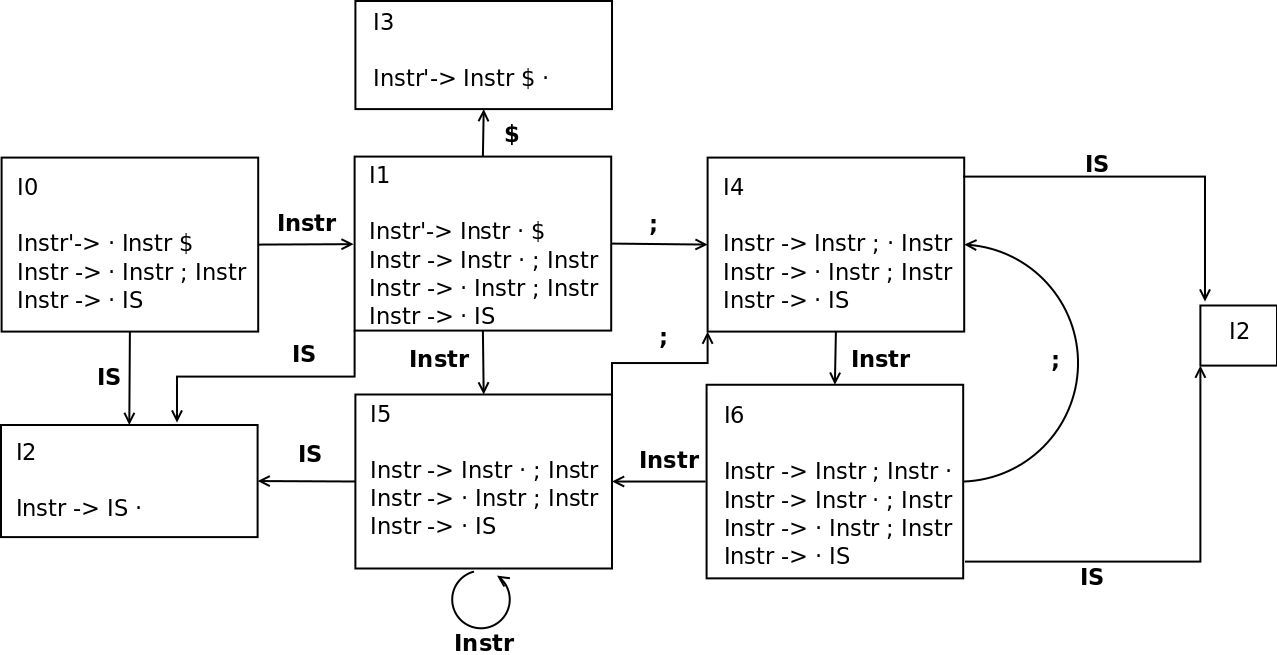 I3
Instr'-> Instr $ ·
$
I0
Instr'-> · Instr $
Instr -> · Instr ; Instr
Instr -> · IS
Instr
I1
Instr'-> Instr · $
Instr -> Instr · ; Instr
Instr -> · Instr ; Instr
Instr -> · IS
;
I4
Instr -> Instr ; · Instr
Instr -> · Instr ; Instr
Instr -> · IS
IS
I2
IS
IS
Instr
;
Instr
;
I2
Instr -> IS ·
IS
I5
Instr -> Instr · ; Instr
Instr -> · Instr ; Instr
Instr -> · IS
Instr
I6
Instr -> Instr ; Instr ·
Instr -> Instr · ; Instr
Instr -> · Instr ; Instr
Instr -> · IS
IS
Instr